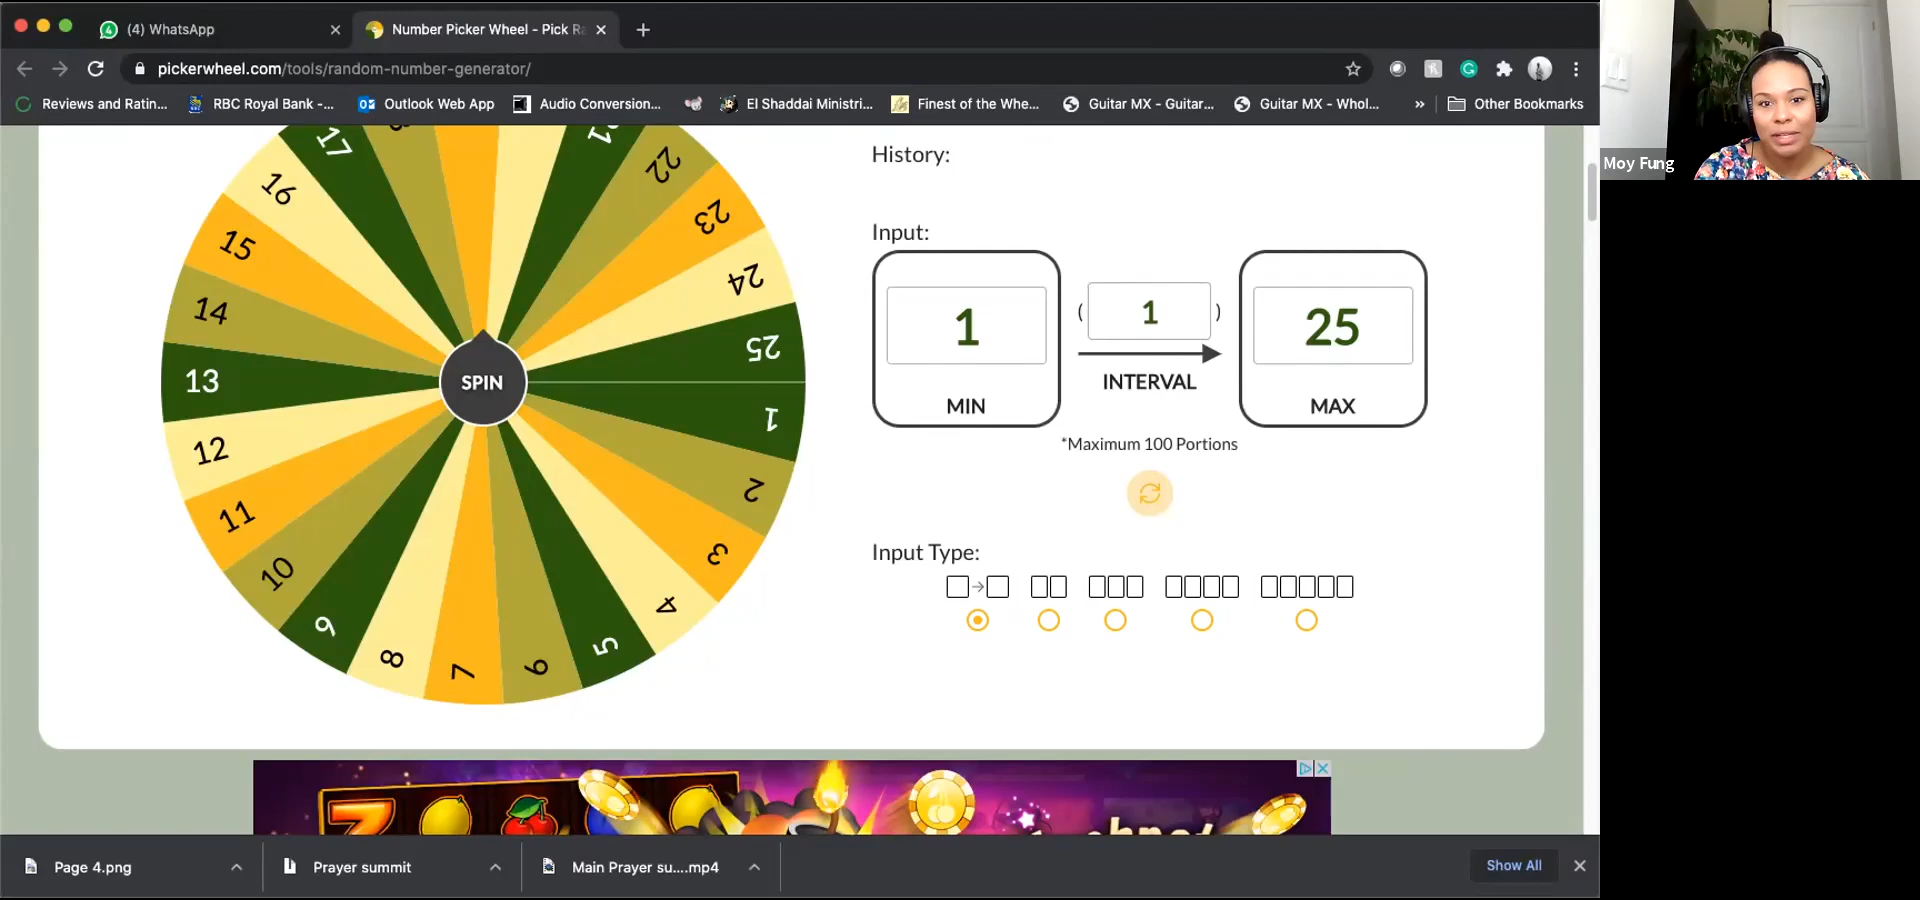 (4) WhatsApp
Number Picker Wheel - Pick Ra
pickerwheel.com/tools/random-number-generator/
Reviews and Ratin...
RBC Royal Bank -...
Outlook Web App
Audio Conversion...
El Shaddai Ministri...
Finest of the Whe...
Guitar MX - Guitar...
Guitar MX - Whol...
»
Other Bookmarks
Moy Fung
17
16
15
14
13
12
11
10
9
8
7
6
5
4
3
2
1
25
24
23
22
21
SPIN
History:
Input:
1
MIN
( 1 )
INTERVAL
25
MAX
*Maximum 100 Portions
Input Type:
Page 4.png
Prayer summit
Main Prayer su....mp4
Show All